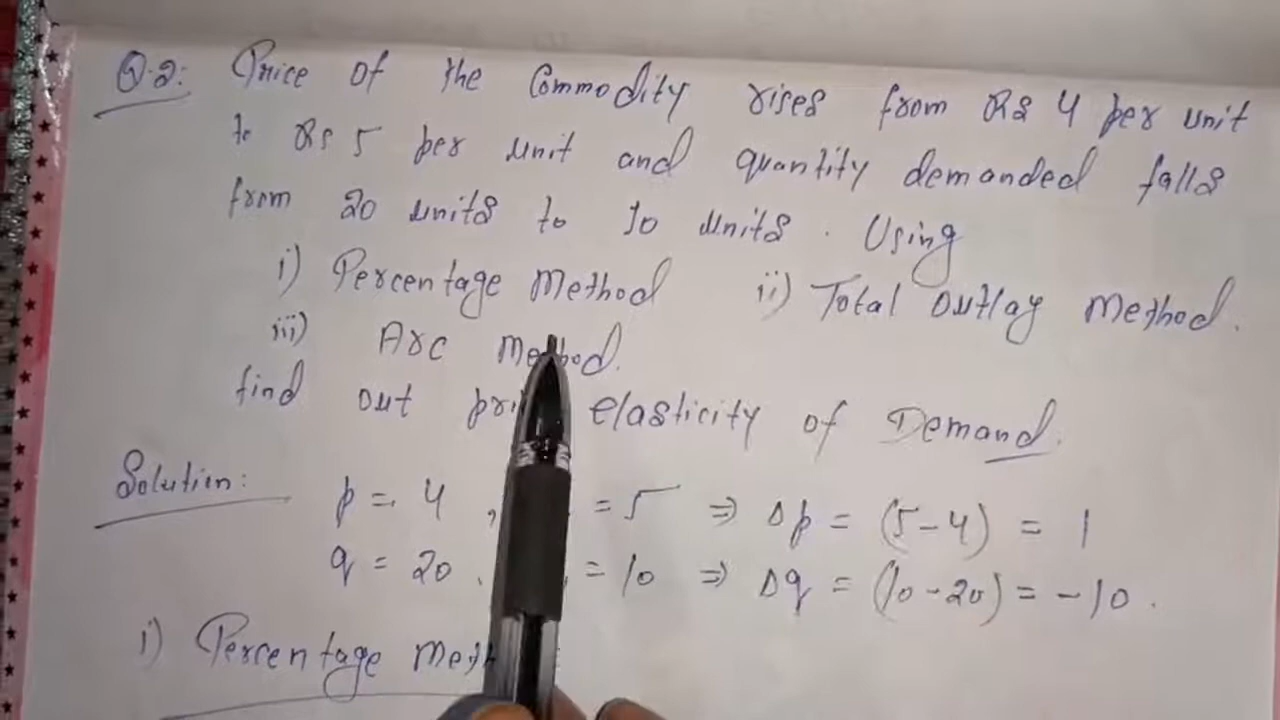 Q.2: Price of the Commodity rises from Rs 4 per unit
to Rs 5 per unit and quantity demanded falls
from 20 units to 10 units. Using
i) Percentage Method ii) Total outlay Method.
iii) Arc Method.
find out elasticity of Demand.
Solution: p = 4, = 5 ⇒ Δp = (5-4) = 1
q = 20. = 10 ⇒ Δq = (10-20) = -10.
i) Percentage